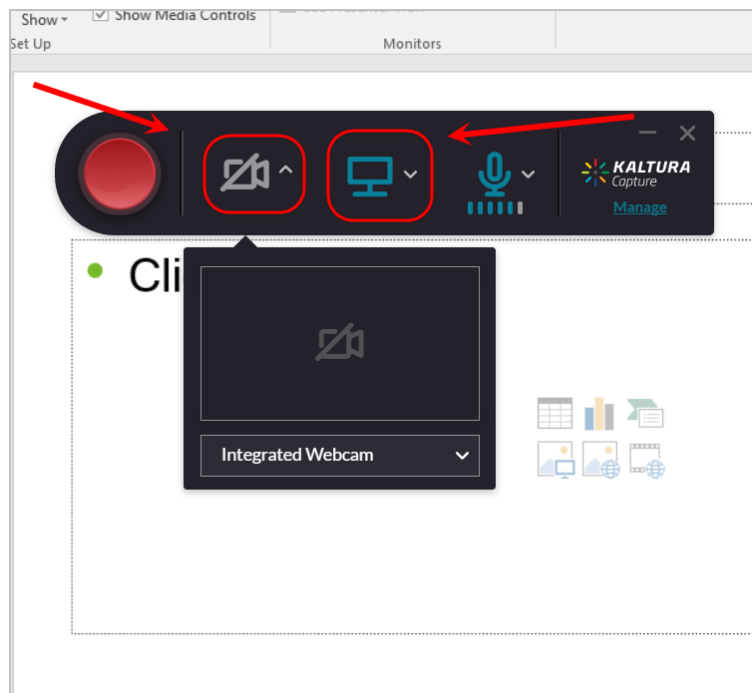 Show
Show Media Controls
Set Up
Monitors
KALTURA
Capture
Manage
Cli
Integrated Webcam